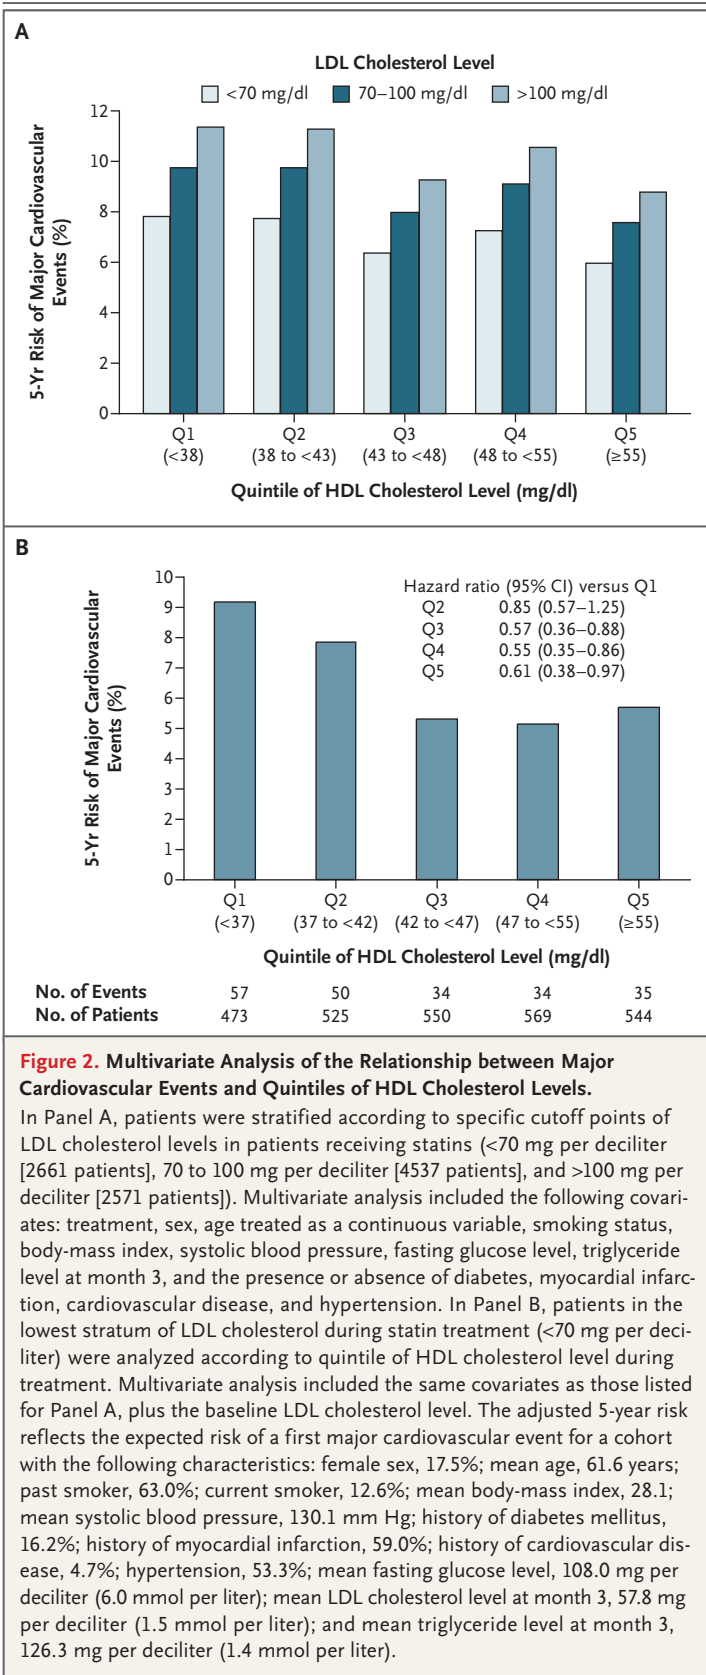 A
LDL Cholesterol Level
<70 mg/dl 70–100 mg/dl >100 mg/dl
5-Yr Risk of Major Cardiovascular
Events (%)
12
10
8
6
4
2
0
Q1 Q2 Q3 Q4 Q5
(<38) (38 to <43) (43 to <48) (48 to <55) (≥55)
Quintile of HDL Cholesterol Level (mg/dl)
B
5-Yr Risk of Major Cardiovascular
Events (%)
10
9
8
7
6
5
4
3
2
1
0
Hazard ratio (95% CI) versus Q1
Q2 0.85 (0.57–1.25)
Q3 0.57 (0.36–0.88)
Q4 0.55 (0.35–0.86)
Q5 0.61 (0.38–0.97)
Q1 Q2 Q3 Q4 Q5
(<37) (37 to <42) (42 to <47) (47 to <55) (≥55)
Quintile of HDL Cholesterol Level (mg/dl)
No. of Events 57 50 34 34 35
No. of Patients 473 525 550 569 544
Figure 2. Multivariate Analysis of the Relationship between Major
Cardiovascular Events and Quintiles of HDL Cholesterol Levels.
In Panel A, patients were stratified according to specific cutoff points of
LDL cholesterol levels in patients receiving statins (<70 mg per deciliter
[2661 patients], 70 to 100 mg per deciliter [4537 patients], and >100 mg per
deciliter [2571 patients]). Multivariate analysis included the following covari-
ates: treatment, sex, age treated as a continuous variable, smoking status,
body-mass index, systolic blood pressure, fasting glucose level, triglyceride
level at month 3, and the presence or absence of diabetes, myocardial infarc-
tion, cardiovascular disease, and hypertension. In Panel B, patients in the
lowest stratum of LDL cholesterol during statin treatment (<70 mg per deci-
liter) were analyzed according to quintile of HDL cholesterol level during
treatment. Multivariate analysis included the same covariates as those listed
for Panel A, plus the baseline LDL cholesterol level. The adjusted 5-year risk
reflects the expected risk of a first major cardiovascular event for a cohort
with the following characteristics: female sex, 17.5%; mean age, 61.6 years;
past smoker, 63.0%; current smoker, 12.6%; mean body-mass index, 28.1;
mean systolic blood pressure, 130.1 mm Hg; history of diabetes mellitus,
16.2%; history of myocardial infarction, 59.0%; history of cardiovascular dis-
ease, 4.7%; hypertension, 53.3%; mean fasting glucose level, 108.0 mg per
deciliter (6.0 mmol per liter); mean LDL cholesterol level at month 3, 57.8 mg
per deciliter (1.5 mmol per liter); and mean triglyceride level at month 3,
126.3 mg per deciliter (1.4 mmol per liter).